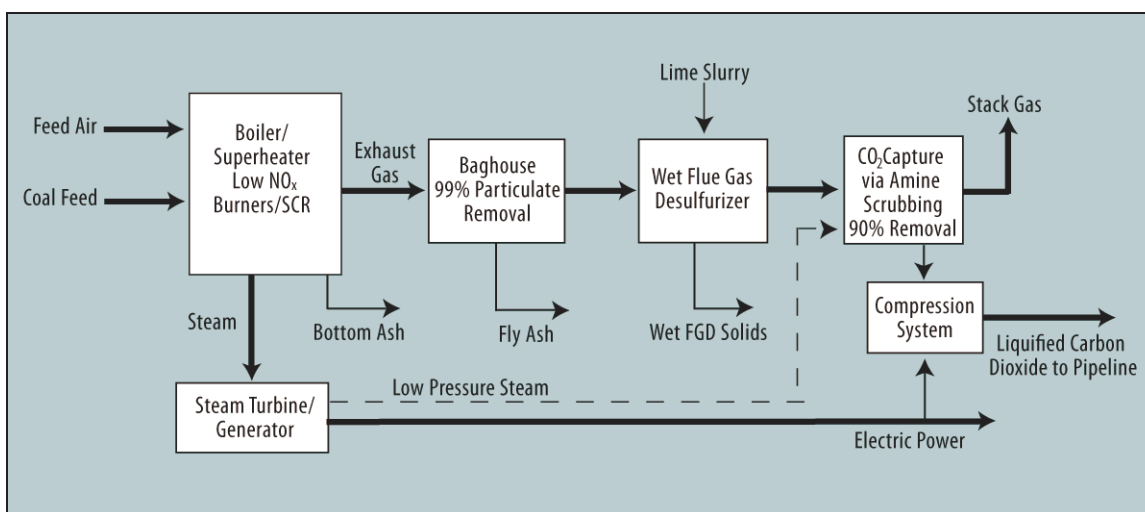 Feed Air
Coal Feed
Boiler/
Superheater
Low NOx
Burners/SCR
Exhaust
Gas
Baghouse
99% Particulate
Removal
Lime Slurry
Wet Flue Gas
Desulfurizer
CO2Capture
via Amine
Scrubbing
90% Removal
Stack Gas
Steam
Bottom Ash
Fly Ash
Wet FGD Solids
Compression
System
Liquified Carbon
Dioxide to Pipeline
Steam Turbine/
Generator
Low Pressure Steam
Electric Power